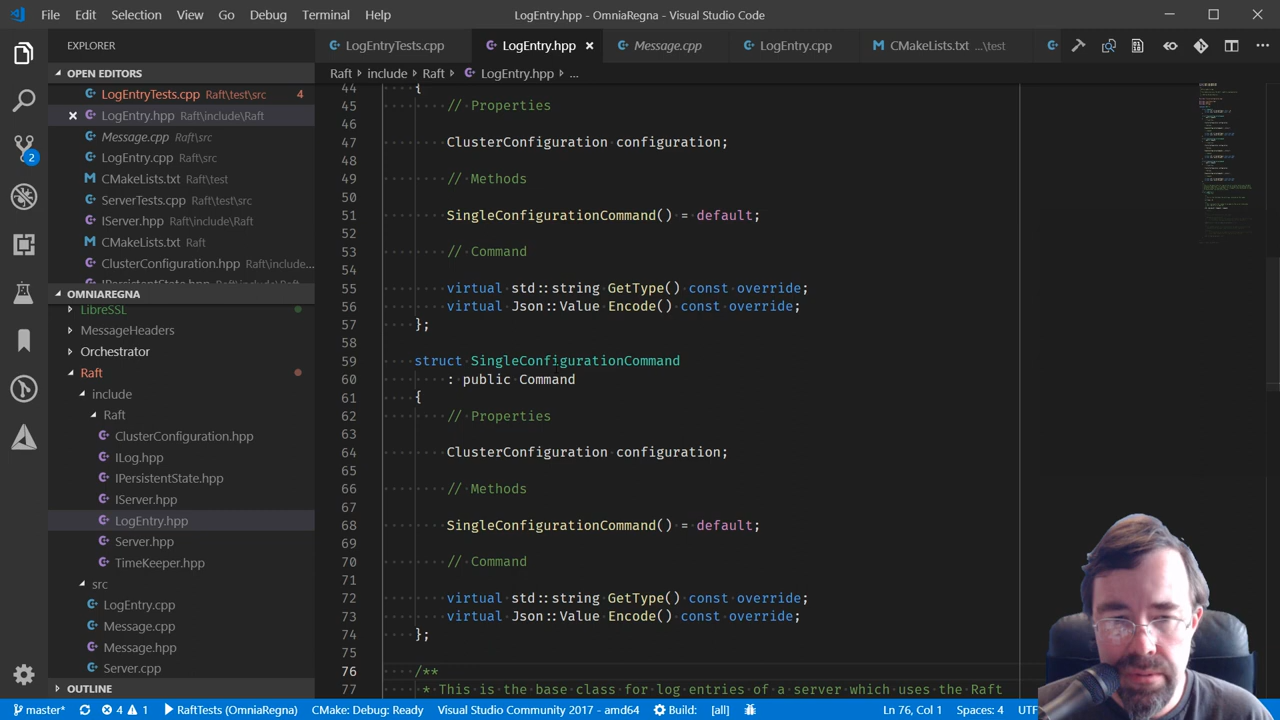 File Edit Selection View Go Debug Terminal Help LogEntry.hpp - OmniaRegna - Visual Studio Code
EXPLORER
LogEntryTests.cpp LogEntry.hpp Message.cpp LogEntry.cpp CMakeLists.txt ...\test
OPEN EDITORS
Raft include Raft LogEntry.hpp ...
LogEntryTests.cpp Raft\test\src 4
LogEntry.hpp Raft\include\Raft
Message.cpp Raft\src
LogEntry.cpp Raft\src
CMakeLists.txt Raft\test
ServerTests.cpp Raft\test\src
IServer.hpp Raft\include\Raft
CMakeLists.txt Raft
ClusterConfiguration.hpp Raft\include...
IPersistentState.hpp Raft\include...
2
OMNIAREGNA
LibreSSL
MessageHeaders
Orchestrator
Raft
include
Raft
ClusterConfiguration.hpp
ILog.hpp
IPersistentState.hpp
IServer.hpp
LogEntry.hpp
Server.hpp
TimeKeeper.hpp
src
LogEntry.cpp
Message.cpp
Message.hpp
Server.cpp
OUTLINE
44 {
45 // Properties
46
47 ClusterConfiguration configuration;
48
49 // Methods
50
51 SingleConfigurationCommand() = default;
52
53 // Command
54
55 virtual std::string GetType() const override;
56 virtual Json::Value Encode() const override;
57 };
58
59 struct SingleConfigurationCommand
60 : public Command
61 {
62 // Properties
63
64 ClusterConfiguration configuration;
65
66 // Methods
67
68 SingleConfigurationCommand() = default;
69
70 // Command
71
72 virtual std::string GetType() const override;
73 virtual Json::Value Encode() const override;
74 };
75
76 /**
77 * This is the base class for log entries of a server which uses the Raft
master* 4 1 RaftTests (OmniaRegna) CMake: Debug: Ready Visual Studio Community 2017 - amd64 Build: [all] Ln 76, Col 1 Spaces: 4